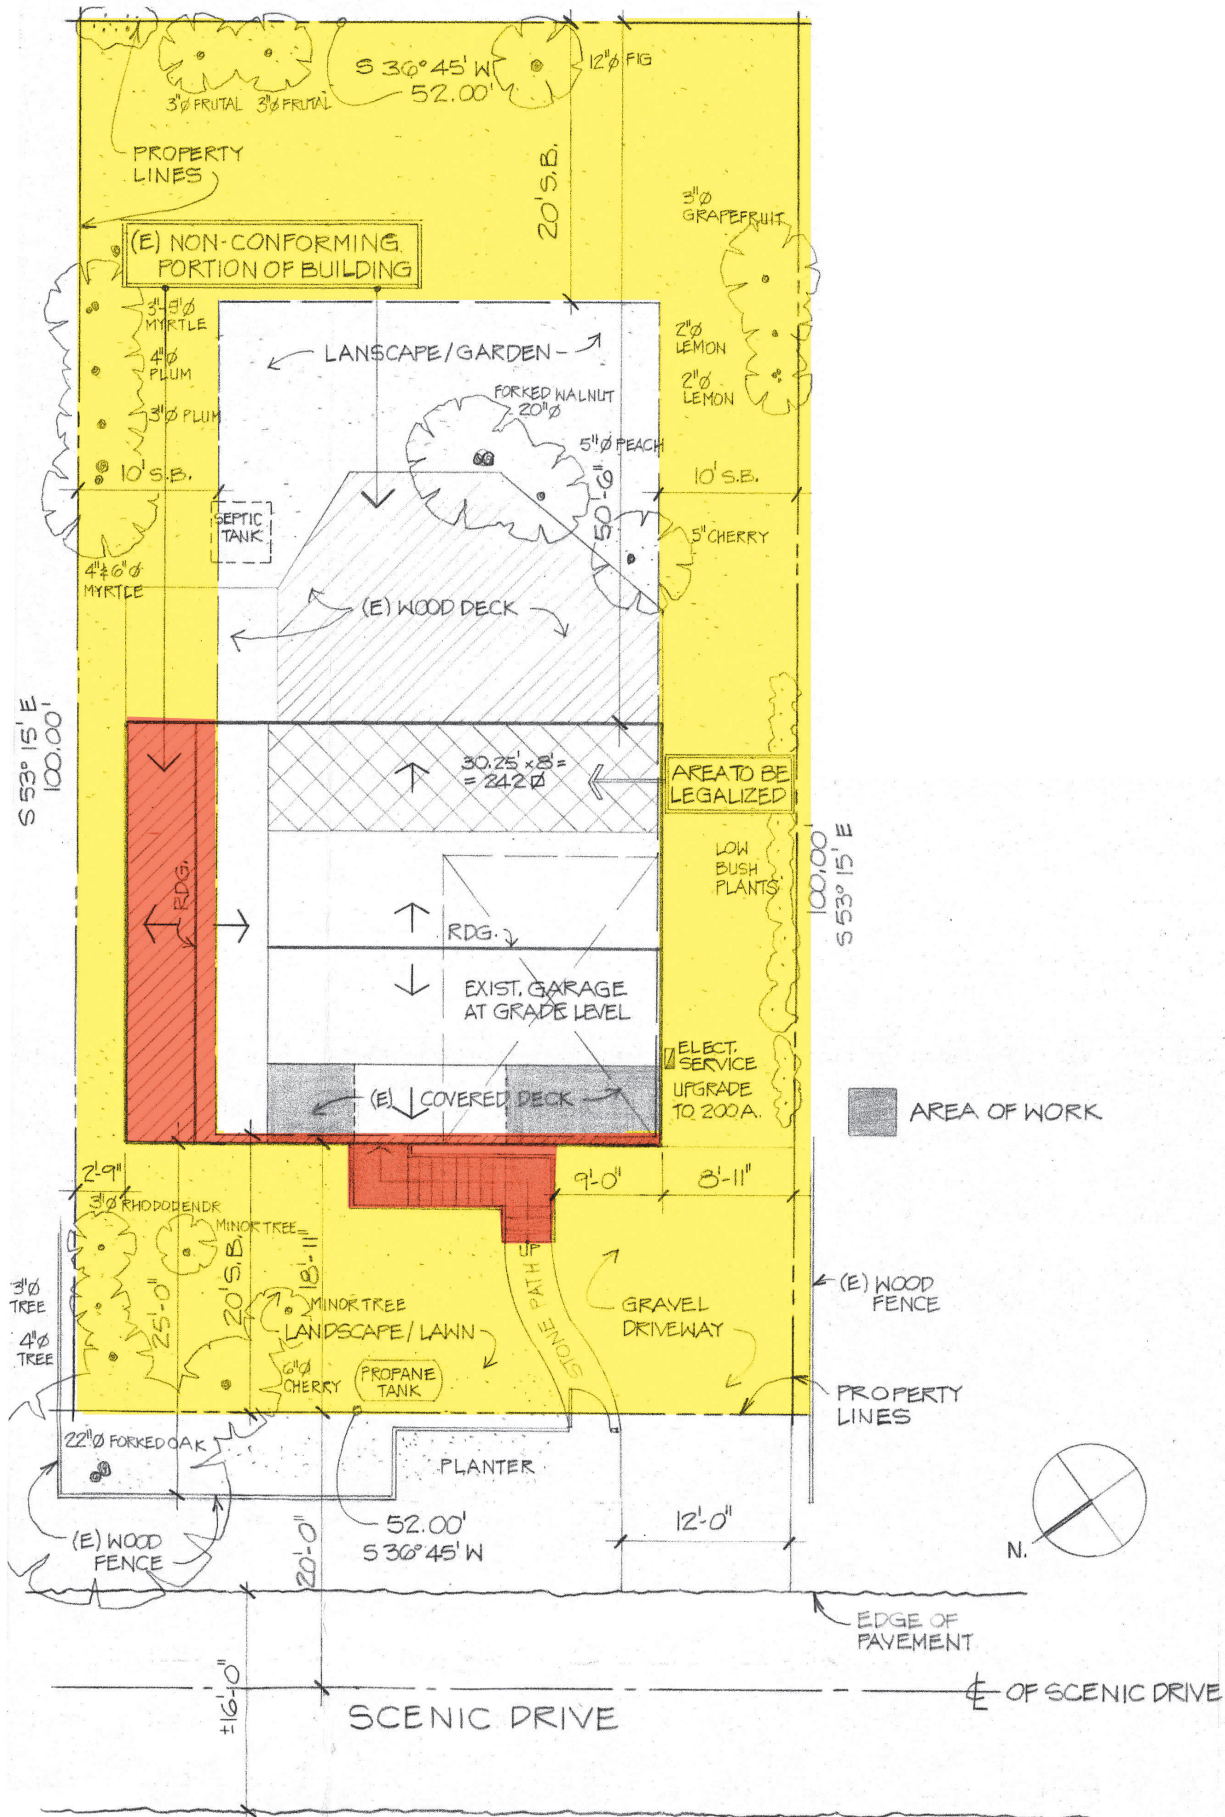 S 36° 45' W
52.00'
12"Ø FIG
3"Ø FRUTAL
3"Ø FRUTAL
PROPERTY
LINES
20' S.B.
3"Ø
GRAPEFRUIT
(E) NON-CONFORMING
PORTION OF BUILDING
MYRTLE
4"Ø
PLUM
3"Ø PLUM
LANSCAPE/GARDEN
2"Ø
LEMON
2"Ø
LEMON
FORKED WALNUT
20"Ø
5"Ø PEACH
10' S.B.
50'-6"
10' S.B.
SEPTIC
TANK
5" CHERRY
4"&6"Ø
MYRTLE
(E) WOOD DECK
S 53° 15' E
100.00'
30.25' x 8' =
= 242 Ø
AREA TO BE
LEGALIZED
LOW
BUSH
PLANTS
100.00
S 53° 15' E
RDG.
RDG.
EXIST. GARAGE
AT GRADE LEVEL
ELECT.
SERVICE
UPGRADE
TO 200A.
(E) COVERED DECK
AREA OF WORK
2'-9"
9'-0"
8'-11"
3"Ø RHODODENDR
MINOR TREE
25'-0"
20' S.B.
18'-11"
UP
STONE PATH
3"Ø
TREE
4"Ø
TREE
MINOR TREE
LANDSCAPE/LAWN
GRAVEL
DRIVEWAY
(E) WOOD
FENCE
6"Ø
CHERRY
PROPANE
TANK
PROPERTY
LINES
22"Ø FORKED OAK
PLANTER
(E) WOOD
FENCE
52.00'
S 36° 45' W
20'-0"
12'-0"
N.
EDGE OF
PAVEMENT
±16'-0"
SCENIC DRIVE
℄ OF SCENIC DRIVE